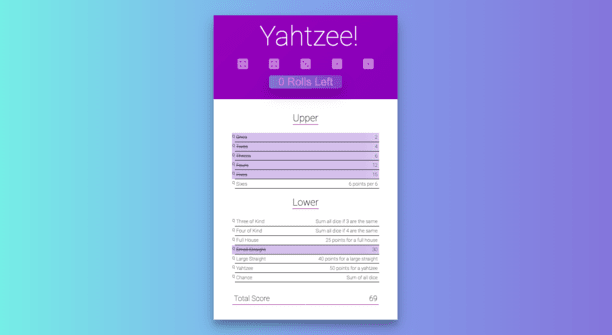 Yahtzee!
0 Rolls Left
Upper
Ones 2
Twos 4
Threes 6
Fours 12
Fives 15
Sixes 6 points per 6
Lower
Three of Kind Sum all dice if 3 are the same
Four of Kind Sum all dice if 4 are the same
Full House 25 points for a full house
Small Straight 30
Large Straight 40 points for a large straight
Yahtzee 50 points for a yahtzee
Chance Sum of all dice
Total Score 69